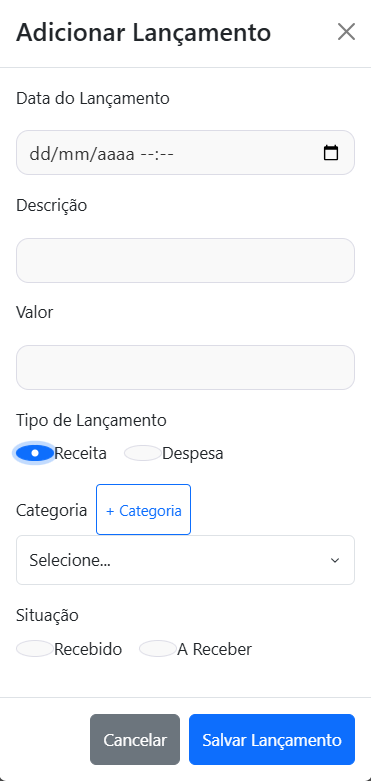 Adicionar Lançamento
Data do Lançamento
dd/mm/aaaa --:--
Descrição
Valor
Tipo de Lançamento
Receita Despesa
Categoria + Categoria
Selecione...
Situação
Recebido A Receber
Cancelar Salvar Lançamento